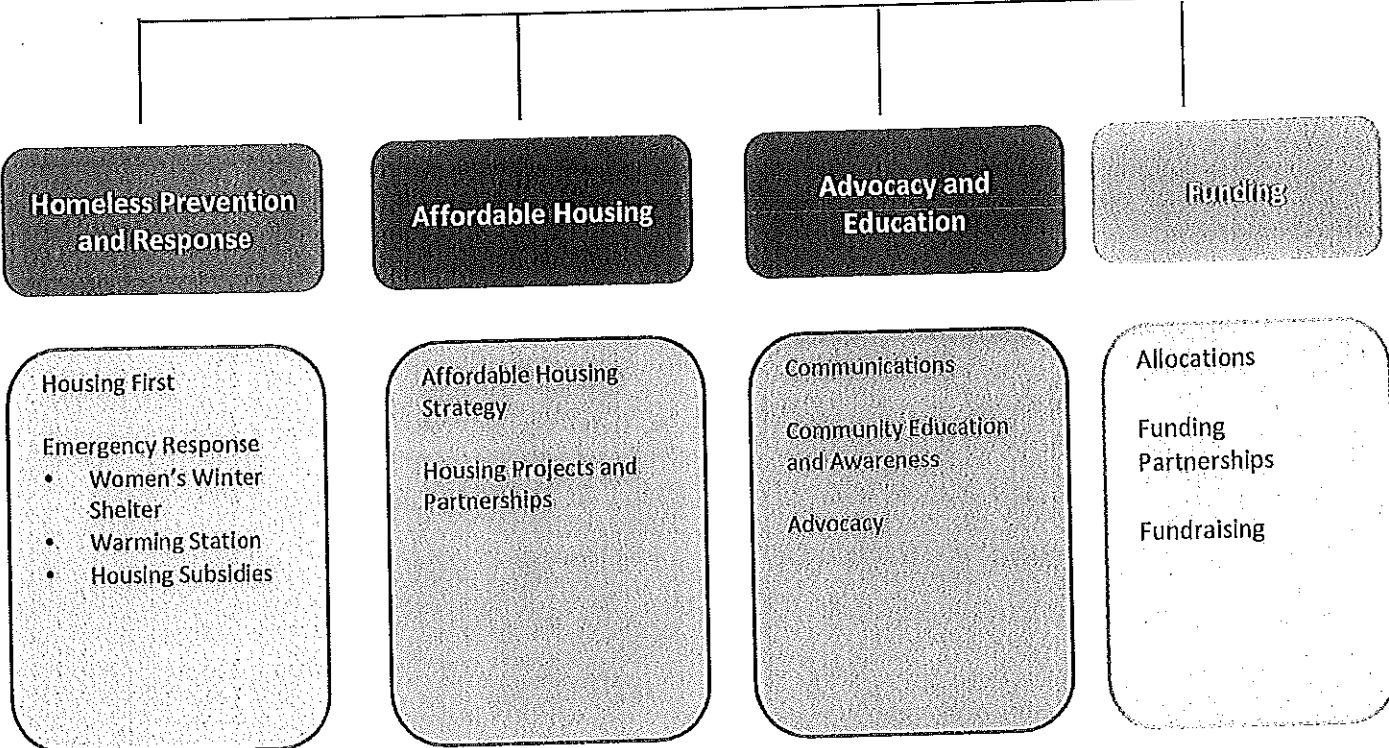 Homeless Prevention
and Response
Affordable Housing
Advocacy and
Education
Funding
Housing First
Emergency Response
• Women's Winter
Shelter
• Warming Station
• Housing Subsidies
Affordable Housing
Strategy
Housing Projects and
Partnerships
Communications
Community Education
and Awareness
Advocacy
Allocations
Funding
Partnerships
Fundraising